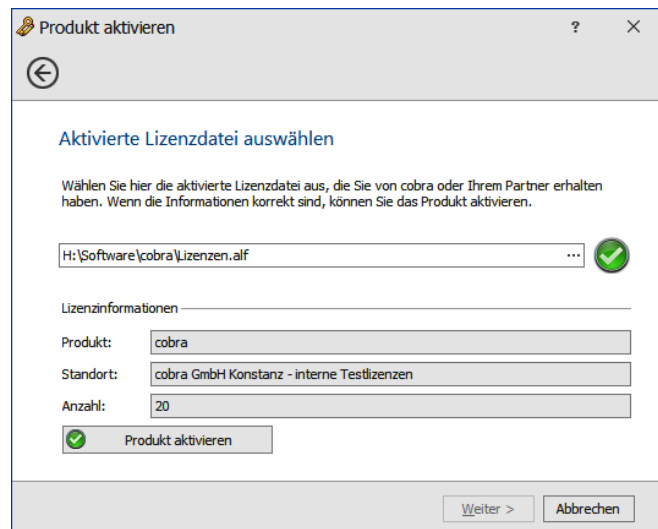 Produkt aktivieren
?
Aktivierte Lizenzdatei auswählen
Wählen Sie hier die aktivierte Lizenzdatei aus, die Sie von cobra oder Ihrem Partner erhalten
haben. Wenn die Informationen korrekt sind, können Sie das Produkt aktivieren.
H:\Software\cobra\Lizenzen.alf ...
Lizenzinformationen
Produkt: cobra
Standort: cobra GmbH Konstanz - interne Testlizenzen
Anzahl: 20
Produkt aktivieren
Weiter > Abbrechen